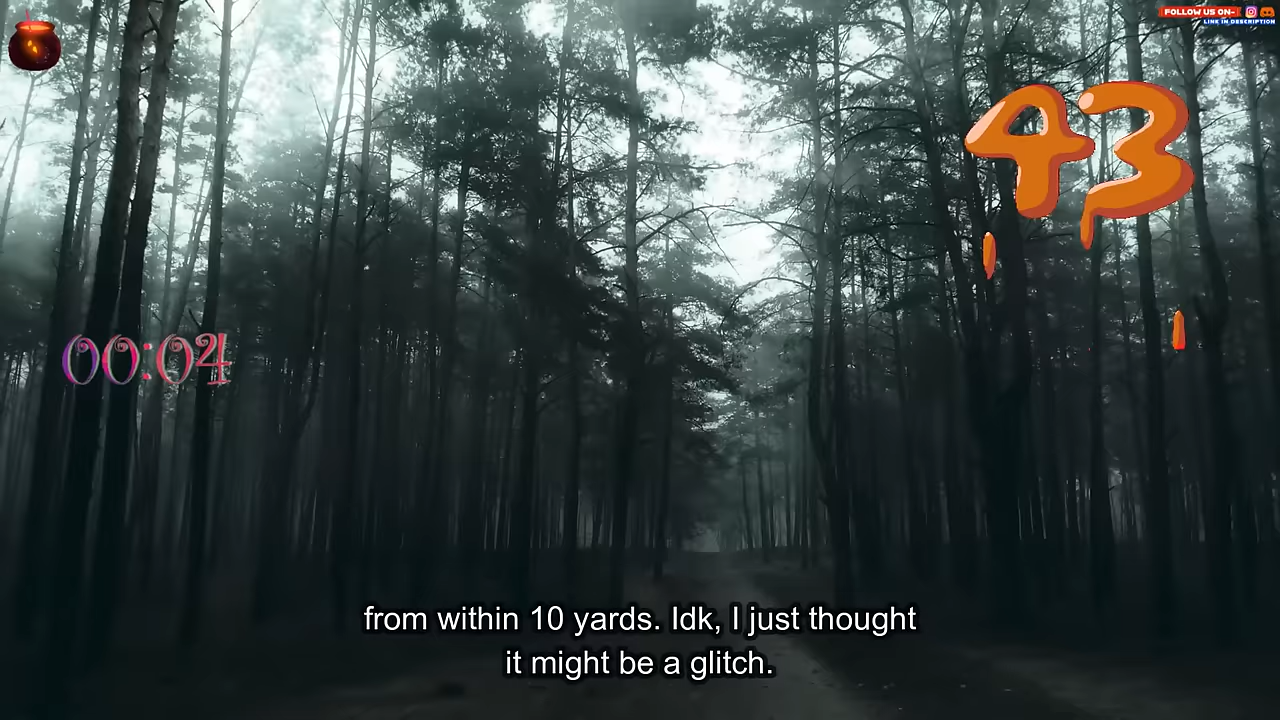 FOLLOW US ON-
LINK IN DESCRIPTION
43
00:04
from within 10 yards. Idk, I just thought
it might be a glitch.